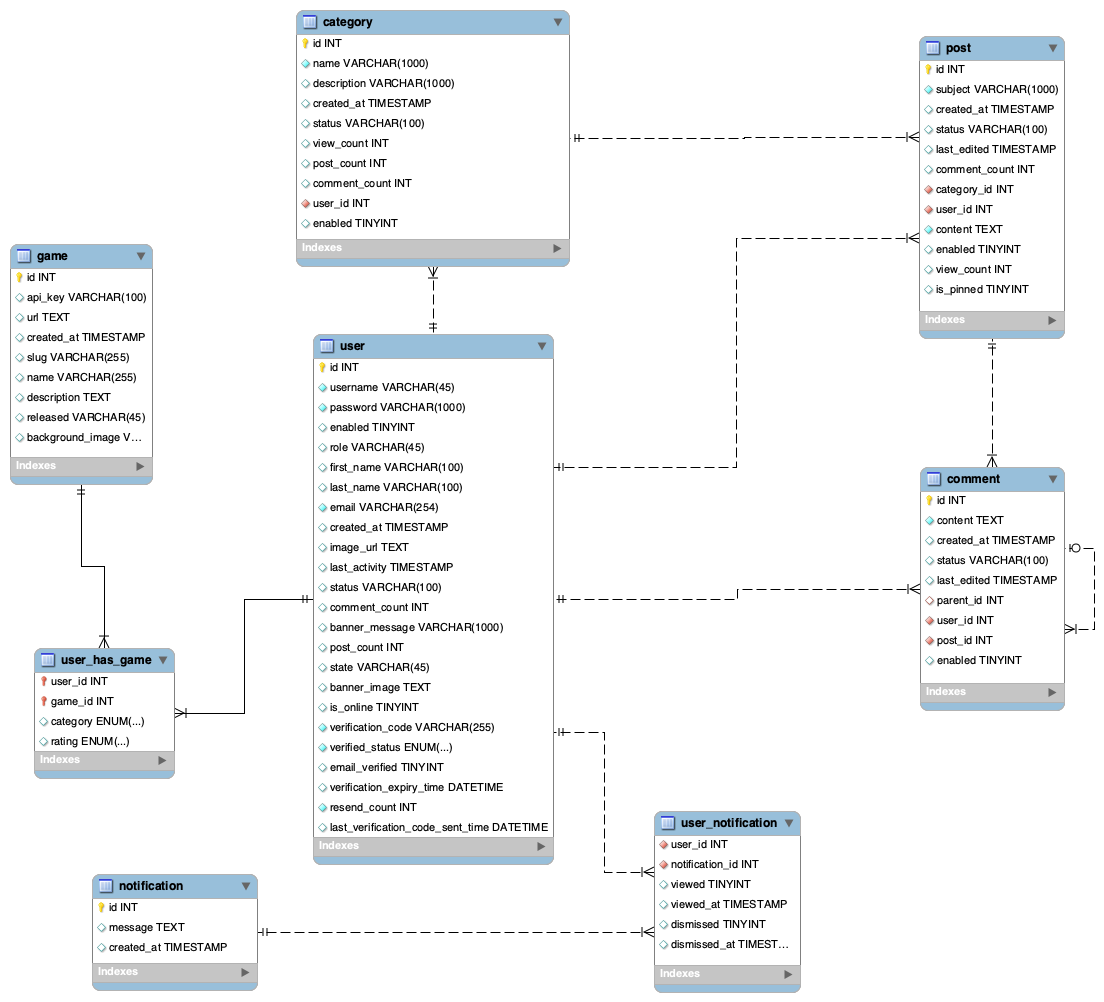 category
id INT
name VARCHAR(1000)
description VARCHAR(1000)
created_at TIMESTAMP
status VARCHAR(100)
view_count INT
post_count INT
comment_count INT
user_id INT
enabled TINYINT
Indexes
post
id INT
subject VARCHAR(1000)
created_at TIMESTAMP
status VARCHAR(100)
last_edited TIMESTAMP
comment_count INT
category_id INT
user_id INT
content TEXT
enabled TINYINT
view_count INT
is_pinned TINYINT
Indexes
game
id INT
api_key VARCHAR(100)
url TEXT
created_at TIMESTAMP
slug VARCHAR(255)
name VARCHAR(255)
description TEXT
released VARCHAR(45)
background_image V...
Indexes
user
id INT
username VARCHAR(45)
password VARCHAR(1000)
enabled TINYINT
role VARCHAR(45)
first_name VARCHAR(100)
last_name VARCHAR(100)
email VARCHAR(254)
created_at TIMESTAMP
image_url TEXT
last_activity TIMESTAMP
status VARCHAR(100)
comment_count INT
banner_message VARCHAR(1000)
post_count INT
state VARCHAR(45)
banner_image TEXT
is_online TINYINT
verification_code VARCHAR(255)
verified_status ENUM(...)
email_verified TINYINT
verification_expiry_time DATETIME
resend_count INT
last_verification_code_sent_time DATETIME
Indexes
comment
id INT
content TEXT
created_at TIMESTAMP
status VARCHAR(100)
last_edited TIMESTAMP
parent_id INT
user_id INT
post_id INT
enabled TINYINT
Indexes
user_has_game
user_id INT
game_id INT
category ENUM(...)
rating ENUM(...)
Indexes
user_notification
user_id INT
notification_id INT
viewed TINYINT
viewed_at TIMESTAMP
dismissed TINYINT
dismissed_at TIMEST...
Indexes
notification
id INT
message TEXT
created_at TIMESTAMP
Indexes